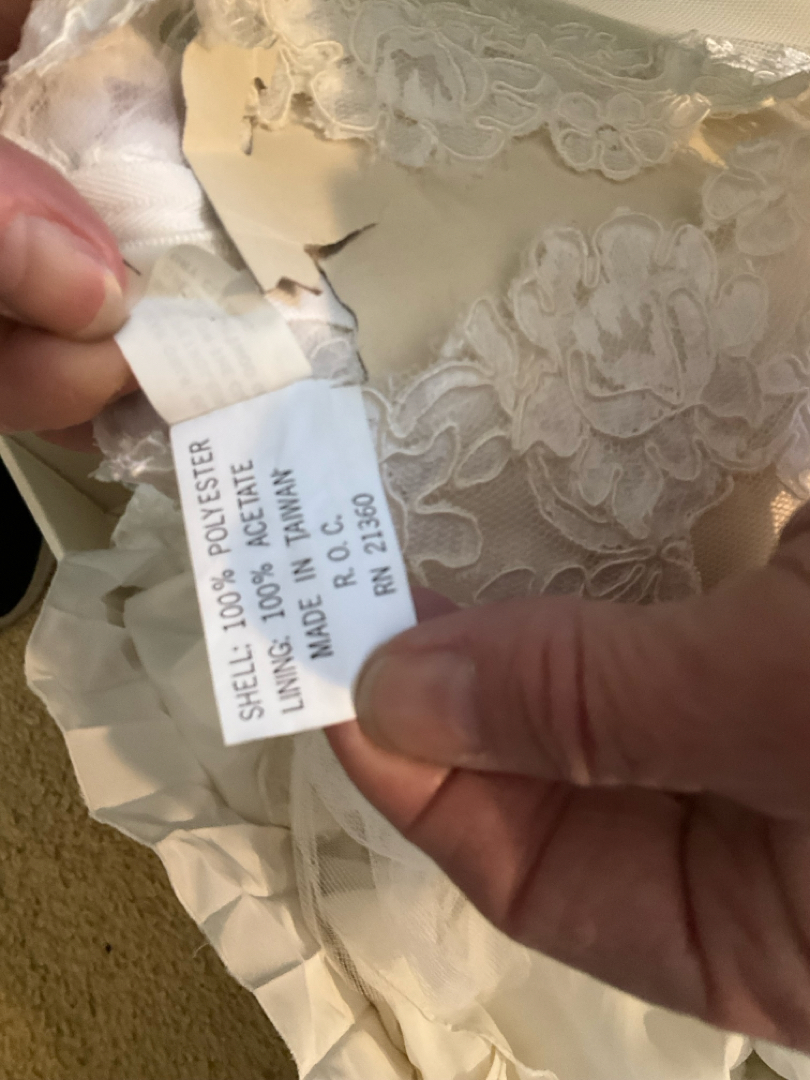 SHELL: 100% POLYESTER
LINING: 100% ACETATE
MADE IN TAIWAN
R. O. C.
RN 21360